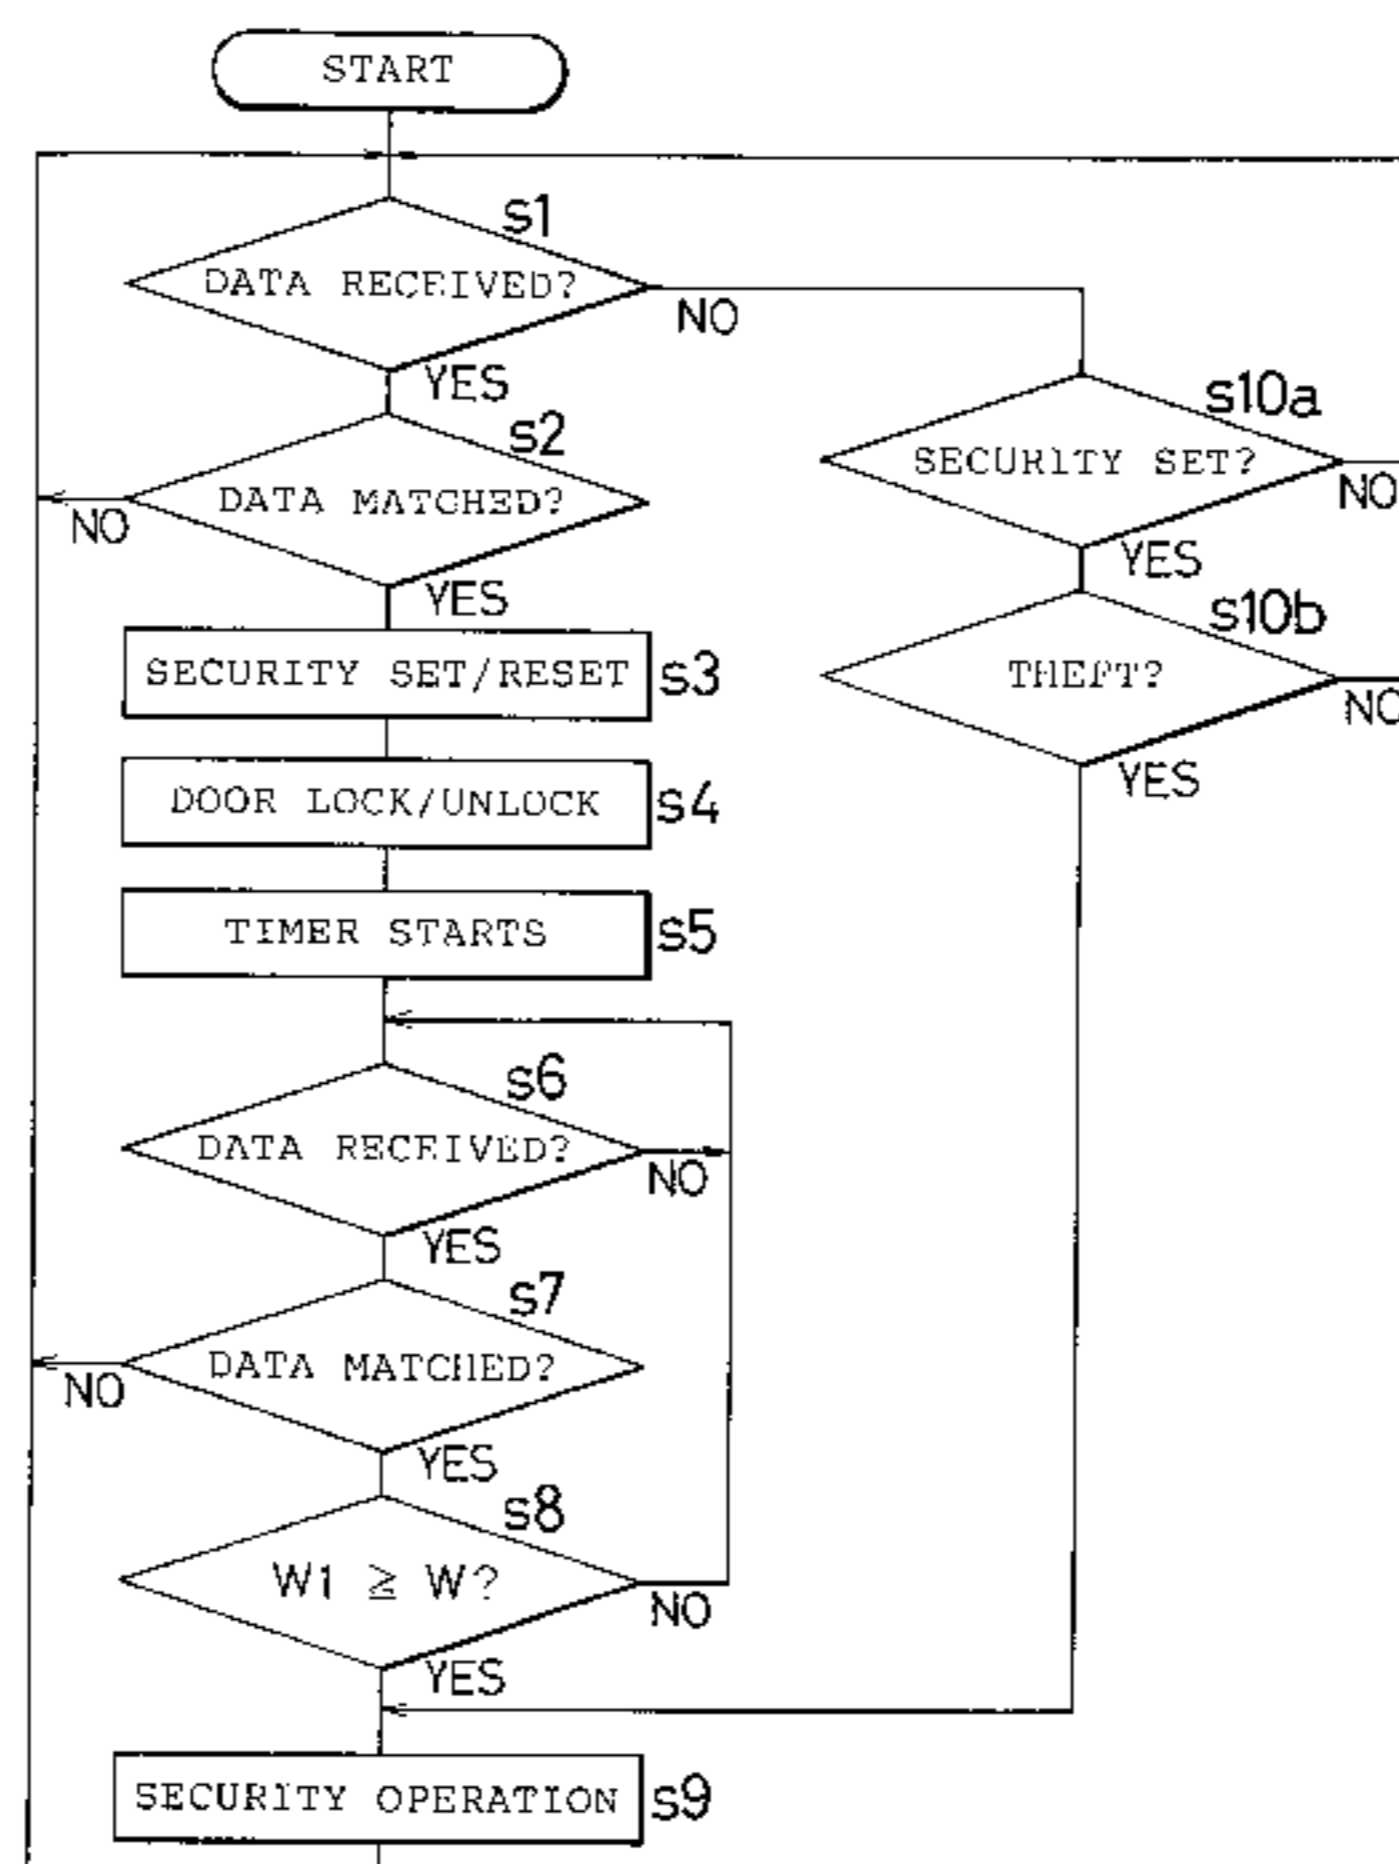 START
s1
DATA RECEIVED?
NO
YES
s10a
SECURITY SET?
NO
YES
s2
DATA MATCHED?
NO
YES
s10b
THEFT?
NO
YES
SECURITY SET/RESET s3
DOOR LOCK/UNLOCK s4
TIMER STARTS s5
s6
DATA RECEIVED?
NO
YES
s7
DATA MATCHED?
NO
YES
s8
W1 ≧ W?
NO
YES
SECURITY OPERATION s9